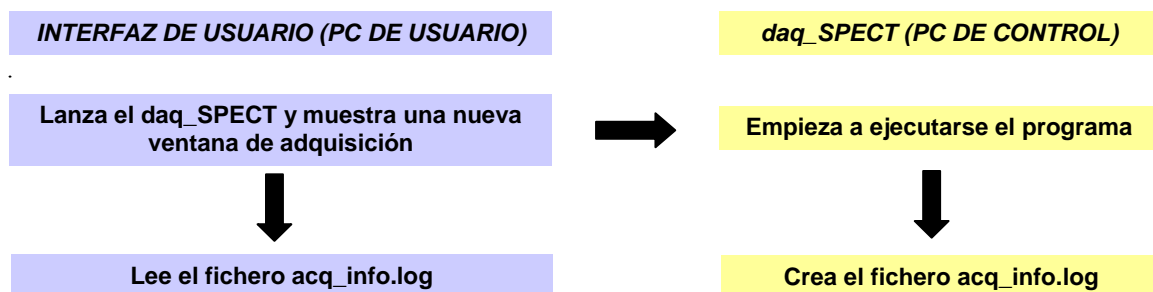 INTERFAZ DE USUARIO (PC DE USUARIO)
daq_SPECT (PC DE CONTROL)
.
Lanza el daq_SPECT y muestra una nueva
ventana de adquisición
Empieza a ejecutarse el programa
Lee el fichero acq_info.log
Crea el fichero acq_info.log